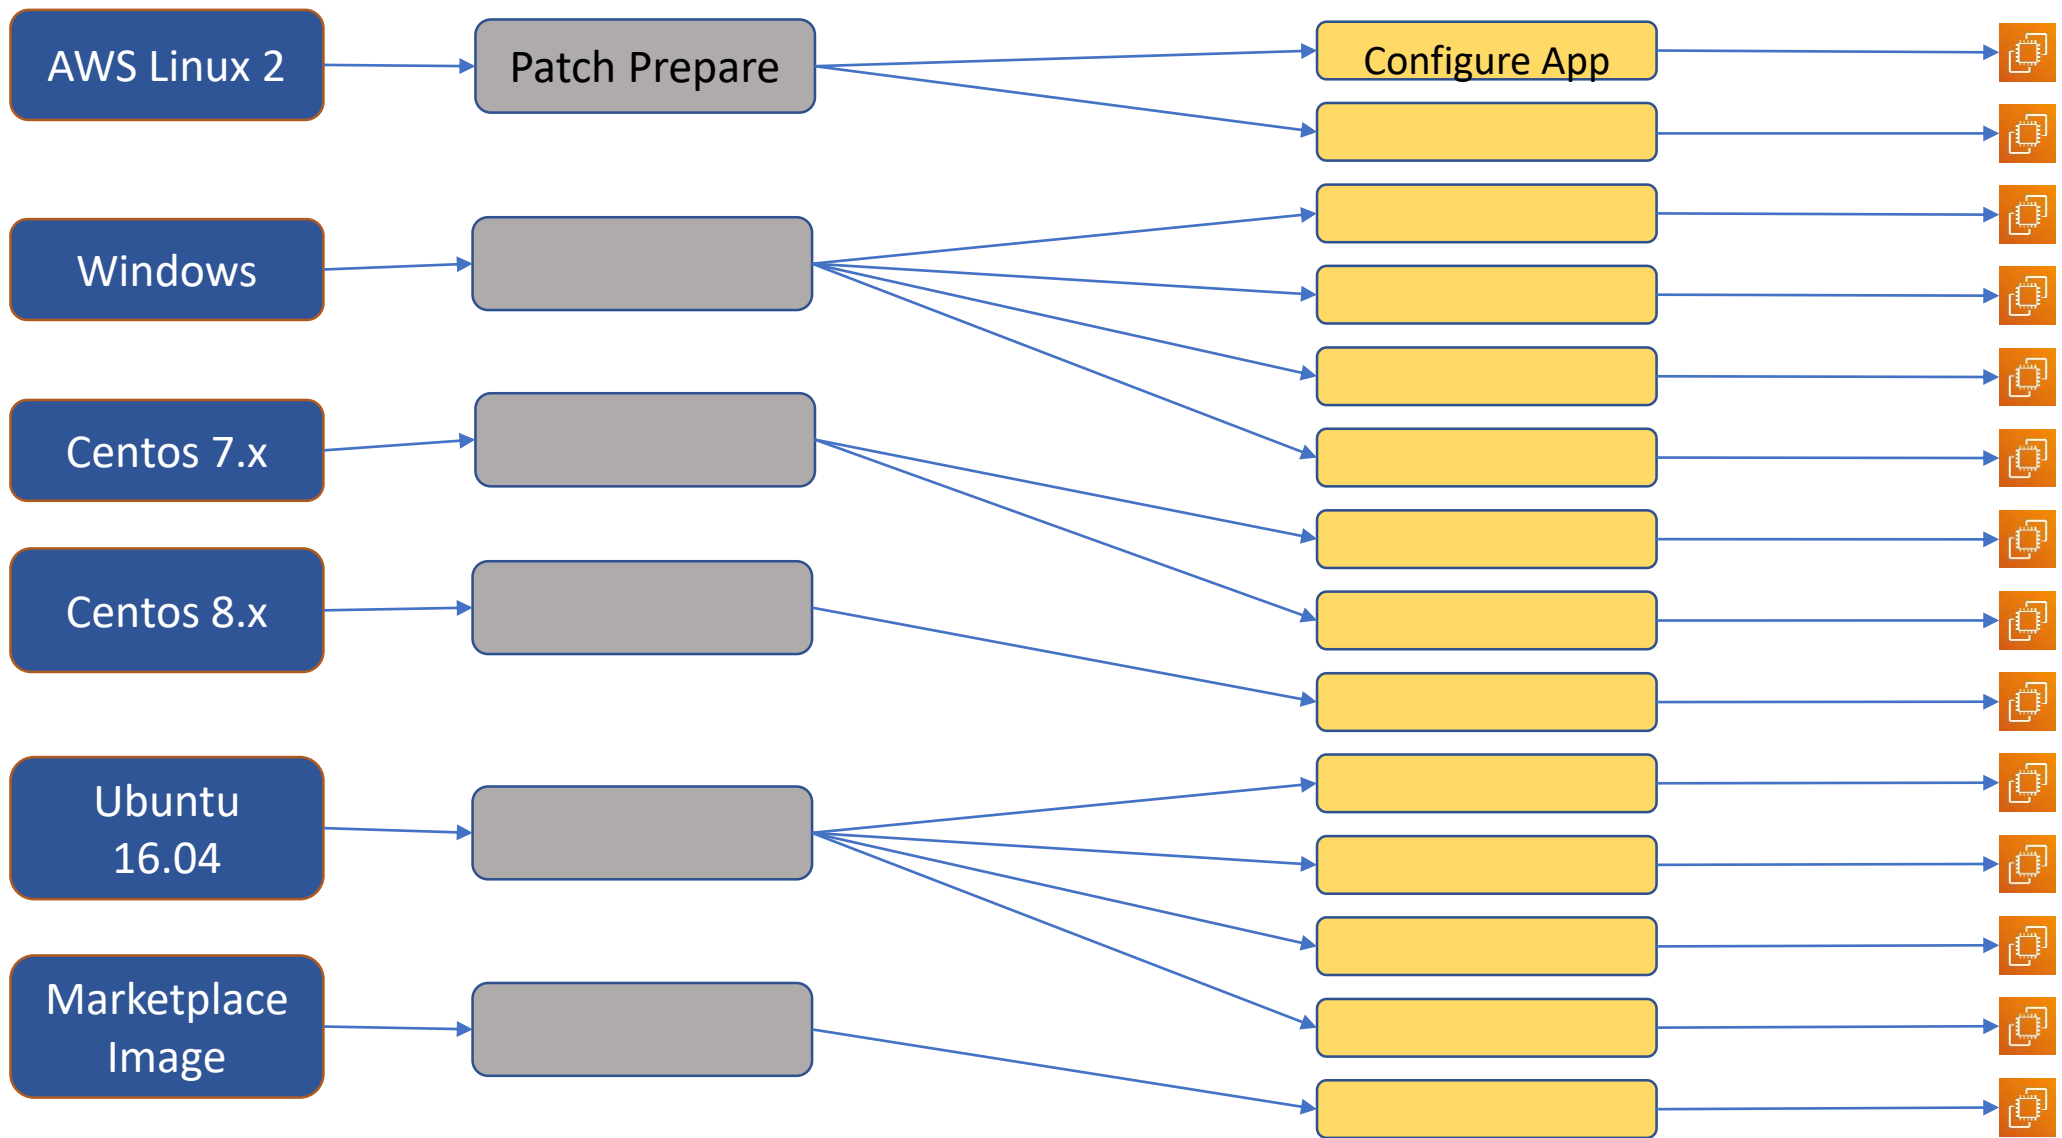 AWS Linux 2
Patch Prepare
Configure App
Windows
Centos 7.x
Centos 8.x
Ubuntu
16.04
Marketplace
Image